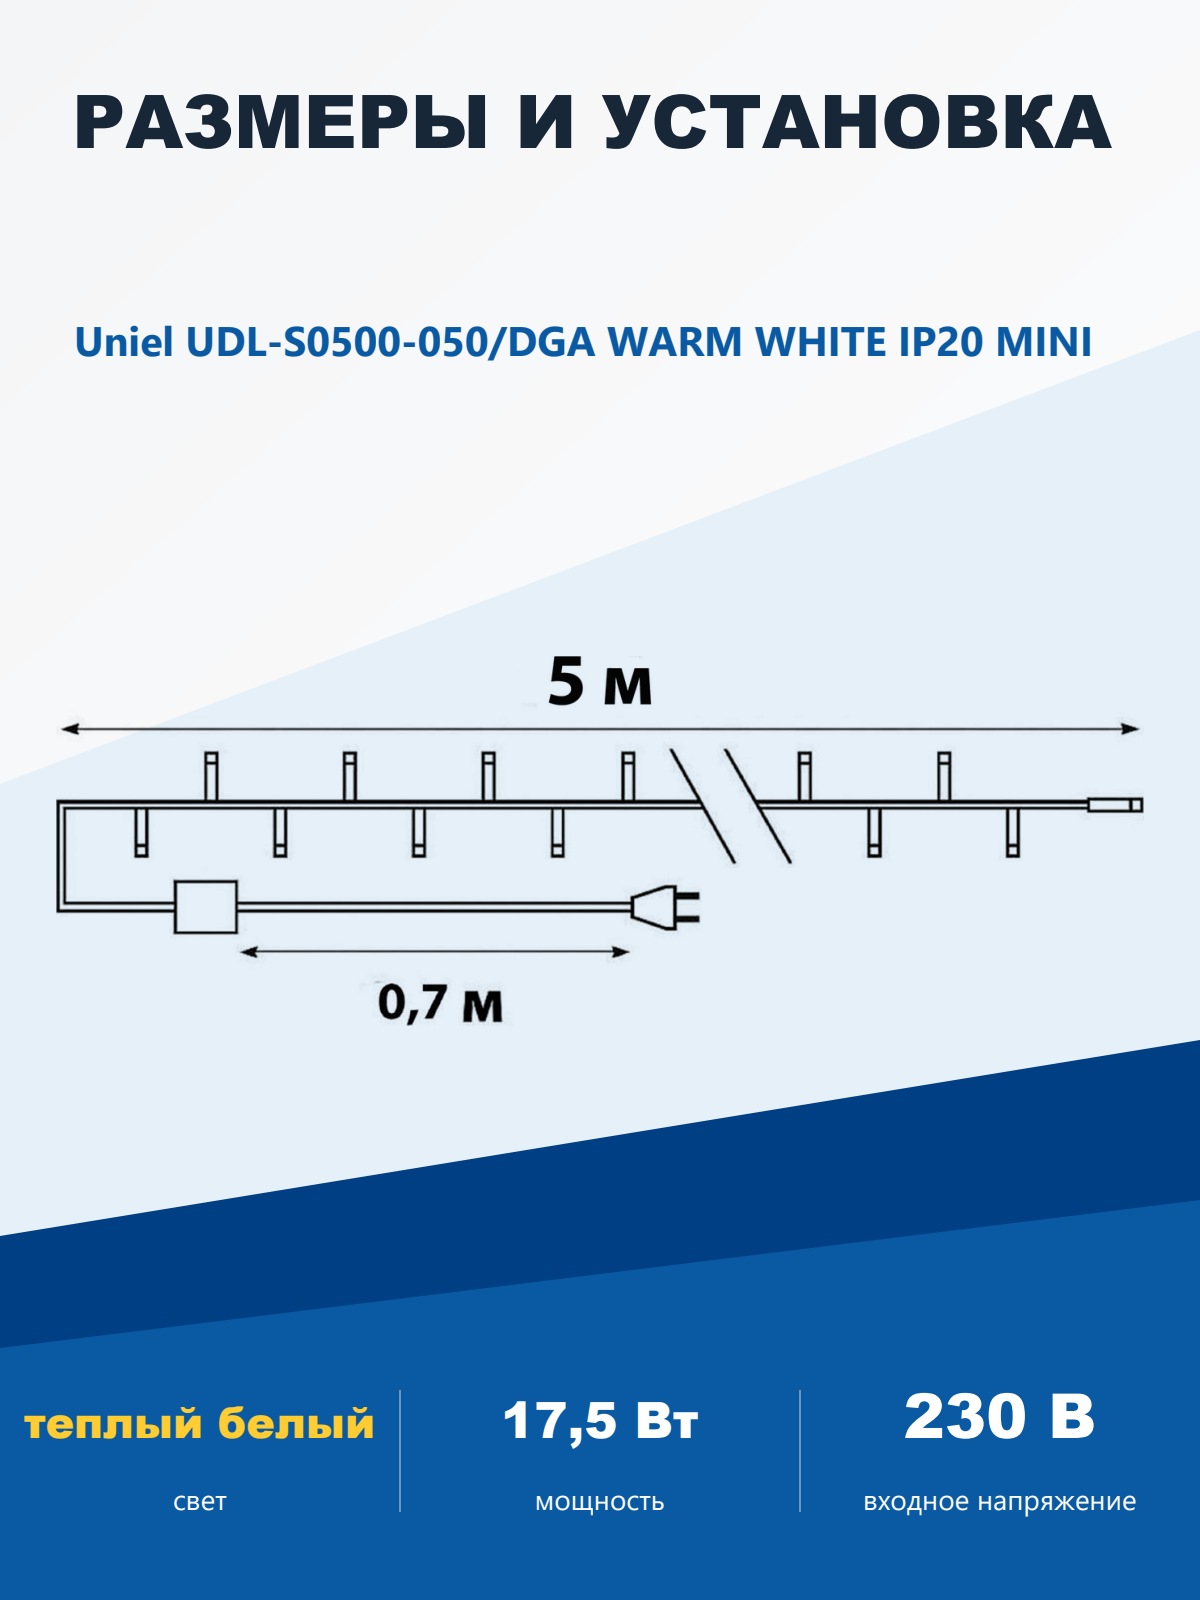 РАЗМЕРЫ И УСТАНОВКА
Uniel UDL-S0500-050/DGA WARM WHITE IP20 MINI
5 м
0,7 м
теплый белый
свет
17,5 Вт
мощность
230 В
входное напряжение